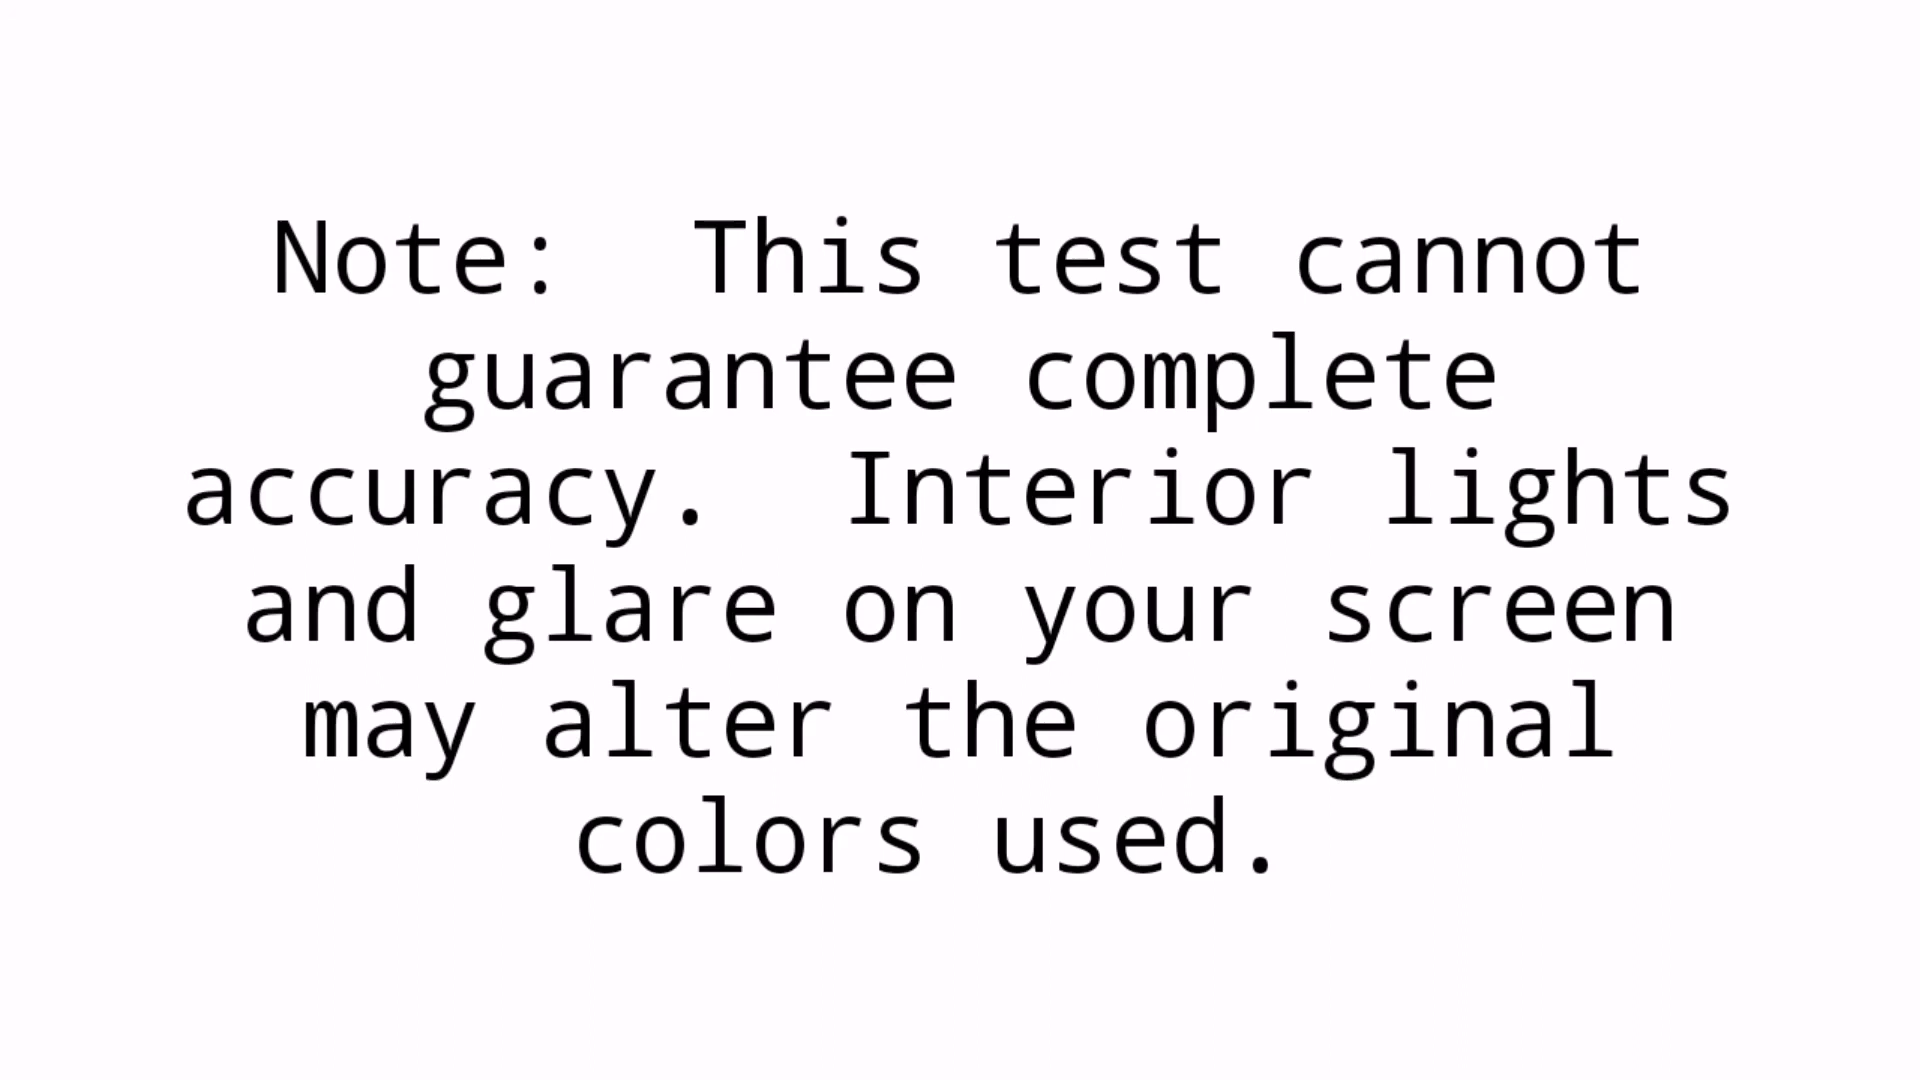 Note:  This test cannot
guarantee complete
accuracy.  Interior lights
and glare on your screen
may alter the original
colors used.